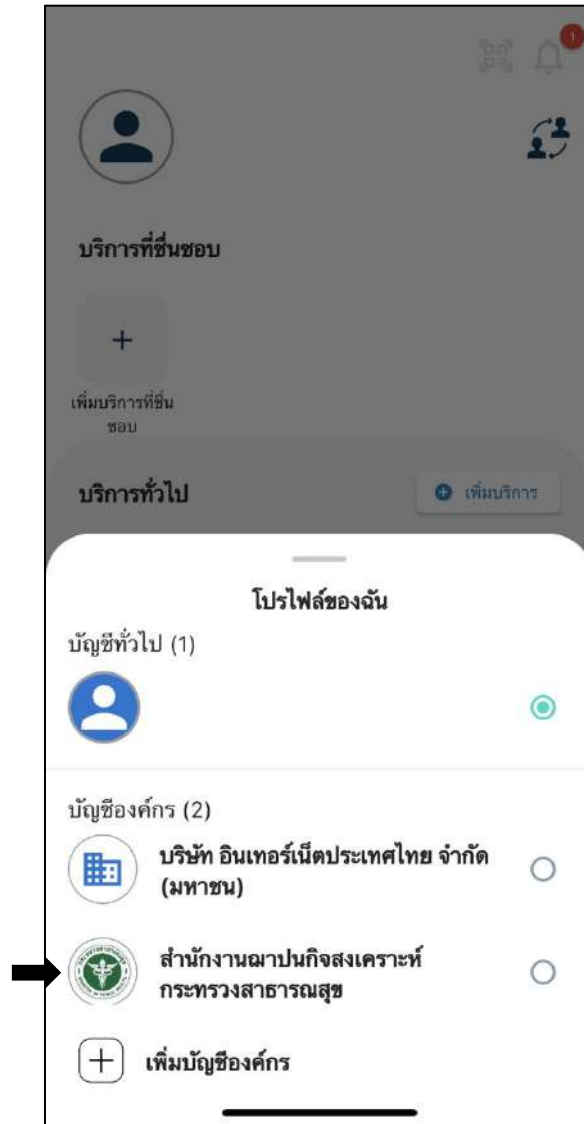 1
บริการที่ชื่นชอบ
เพิ่มบริการที่ชื่น
ชอบ
บริการทั่วไป
เพิ่มบริการ
โปรไฟล์ของฉัน
บัญชีทั่วไป (1)
บัญชีองค์กร (2)
บริษัท อินเทอร์เน็ตประเทศไทย จำกัด
(มหาชน)
สำนักงานฌาปนกิจสงเคราะห์
กระทรวงสาธารณสุข
เพิ่มบัญชีองค์กร